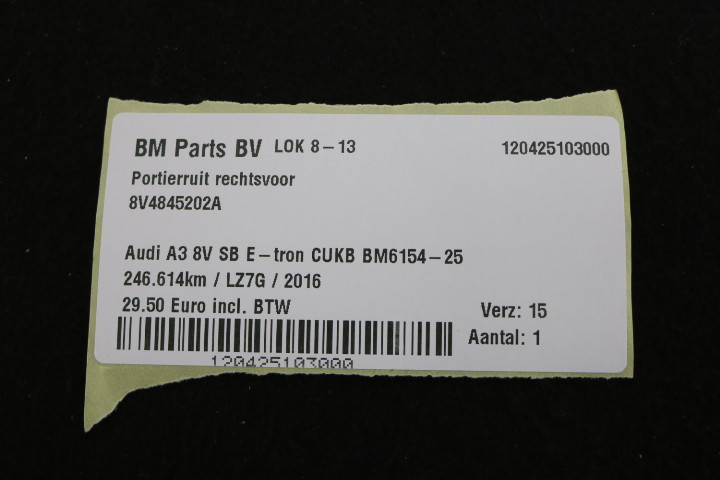 BM Parts BV LOK 8-13 120425103000
Portierruit rechtsvoor
8V4845202A
Audi A3 8V SB E-tron CUKB BM6154-25
246.614km / LZ7G / 2016
29.50 Euro incl. BTW
Verz: 15
Aantal: 1
120425103000